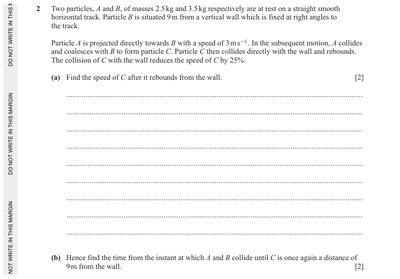 2 Two particles, A and B, of masses 2.5 kg and 3.5 kg respectively are at rest on a straight smooth
horizontal track. Particle B is situated 9 m from a vertical wall which is fixed at right angles to
the track.
Particle A is projected directly towards B with a speed of 3 m s⁻¹. In the subsequent motion, A collides
and coalesces with B to form particle C. Particle C then collides directly with the wall and rebounds.
The collision of C with the wall reduces the speed of C by 25%.
(a) Find the speed of C after it rebounds from the wall. [2]
(b) Hence find the time from the instant at which A and B collide until C is once again a distance of
9 m from the wall. [2]
DO NOT WRITE IN THIS M
DO NOT WRITE IN THIS MARGIN
NOT WRITE IN THIS MARGIN